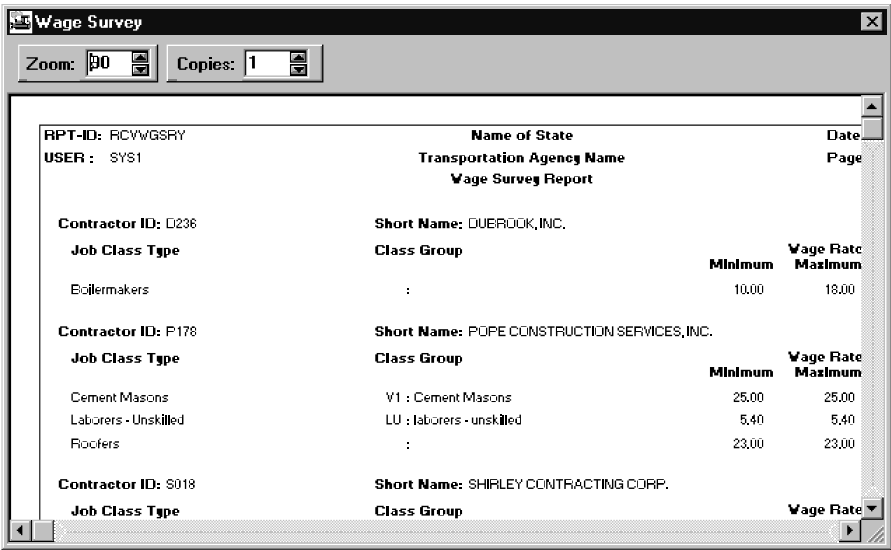 Wage Survey
Zoom: 90 Copies: 1
RPT-ID: RCVWGSRY Name of State Date
USER : SYS1 Transportation Agency Name Page
Wage Survey Report
Contractor ID: D236 Short Name: DUBROOK, INC.
Job Class Type Class Group Wage Rate
Minimum Maximum
Boilermakers : 10.00 18.00
Contractor ID: P178 Short Name: POPE CONSTRUCTION SERVICES, INC.
Job Class Type Class Group Wage Rate
Minimum Maximum
Cement Masons V1 : Cement Masons 25.00 25.00
Laborers - Unskilled LU : laborers - unskilled 5.40 5.40
Roofers : 23.00 23.00
Contractor ID: S018 Short Name: SHIRLEY CONTRACTING CORP.
Job Class Type Class Group Wage Rate